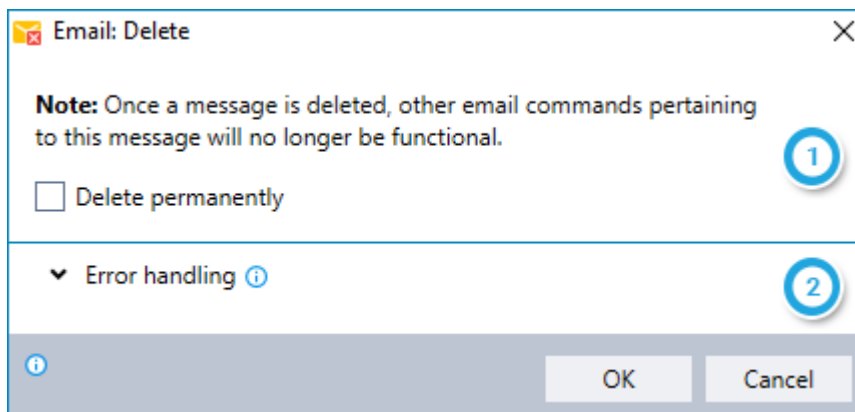 Email: Delete
Note: Once a message is deleted, other email commands pertaining
to this message will no longer be functional.
1
Delete permanently
Error handling
2
OK Cancel